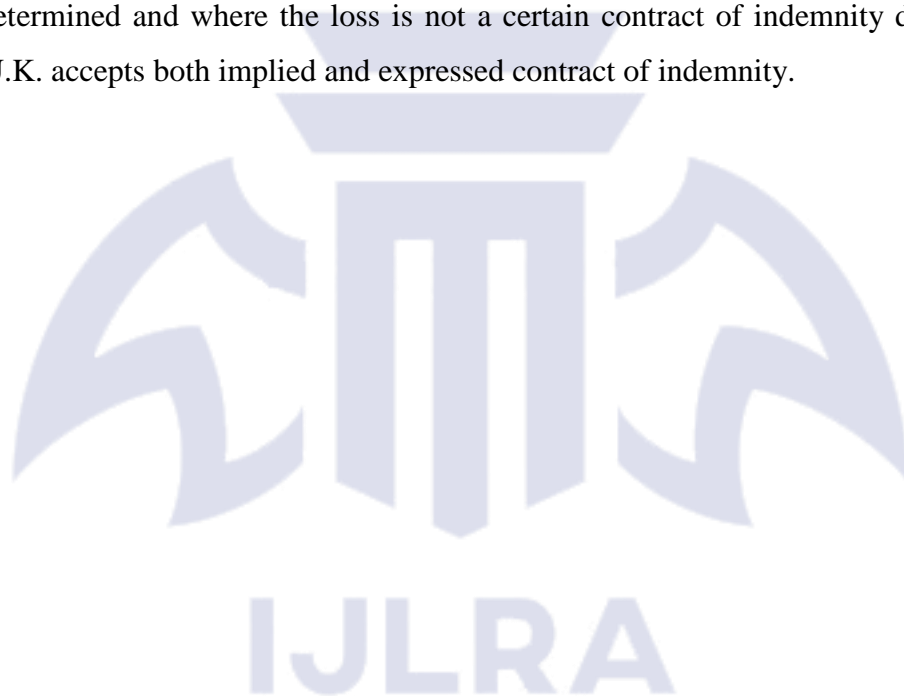 etermined and where the loss is not a certain contract of indemnity d
J.K. accepts both implied and expressed contract of indemnity.
IJLRA